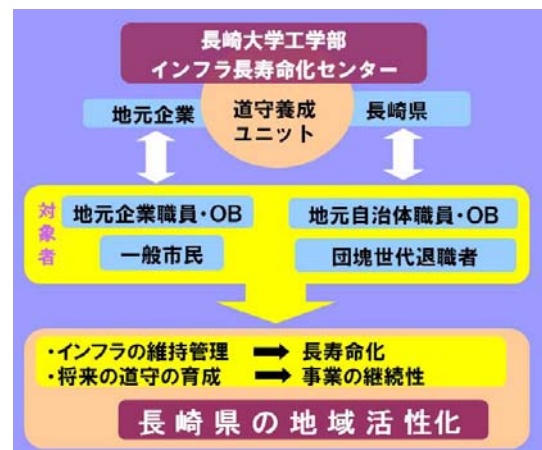 長崎大学工学部
インフラ長寿命化センター
地元企業
道守養成
ユニット
長崎県
対象者
地元企業職員・OB
地元自治体職員・OB
一般市民
団塊世代退職者
・インフラの維持管理 ➡ 長寿命化
・将来の道守の育成 ➡ 事業の継続性
長崎県の地域活性化